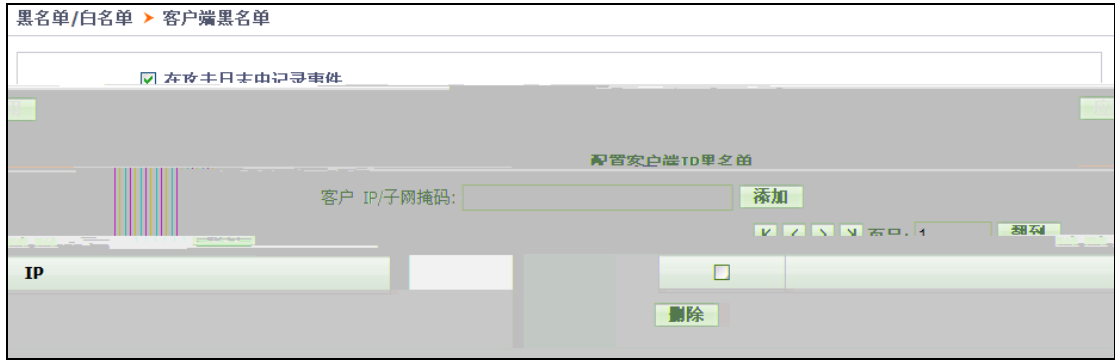 黑名单/白名单 ➤ 客户端黑名单
在攻击日志中记录事件
配置客户端IP黑名单
客户 IP/子网掩码: 添加
页号: 1 翻到
IP
删除